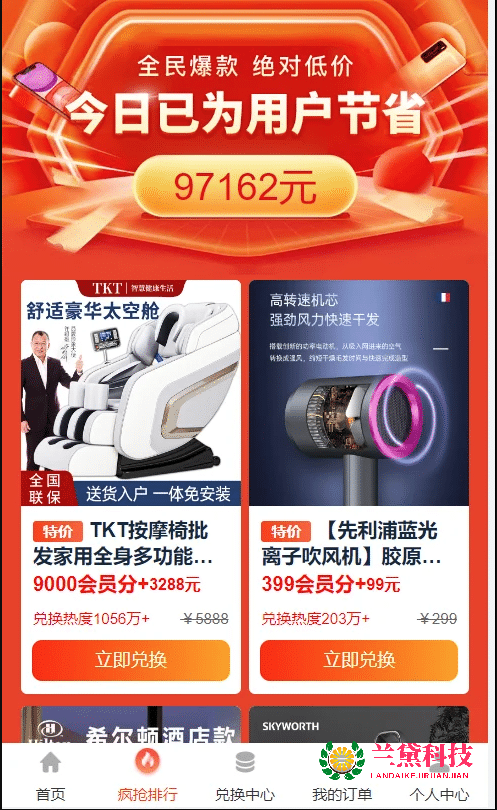 全民爆款 绝对低价
今日已为用户节省
97162元
TKT 智慧健康生活
舒适豪华太空舱
全国
联保
送货入户 一体免安装
高转速机芯
强劲风力快速干发
特价 TKT按摩椅批
发家用全身多功能...
9000会员分+3288元
兑换热度1056万+ ¥5888
立即兑换
特价 【先利浦蓝光
离子吹风机】胶原...
399会员分+99元
兑换热度203万+ ¥299
立即兑换
希尔顿酒店款
SKYWORTH
首页
疯抢排行
兑换中心
我的订单
个人中心
兰黛科技
LANDAIKEJIRUANJIAN